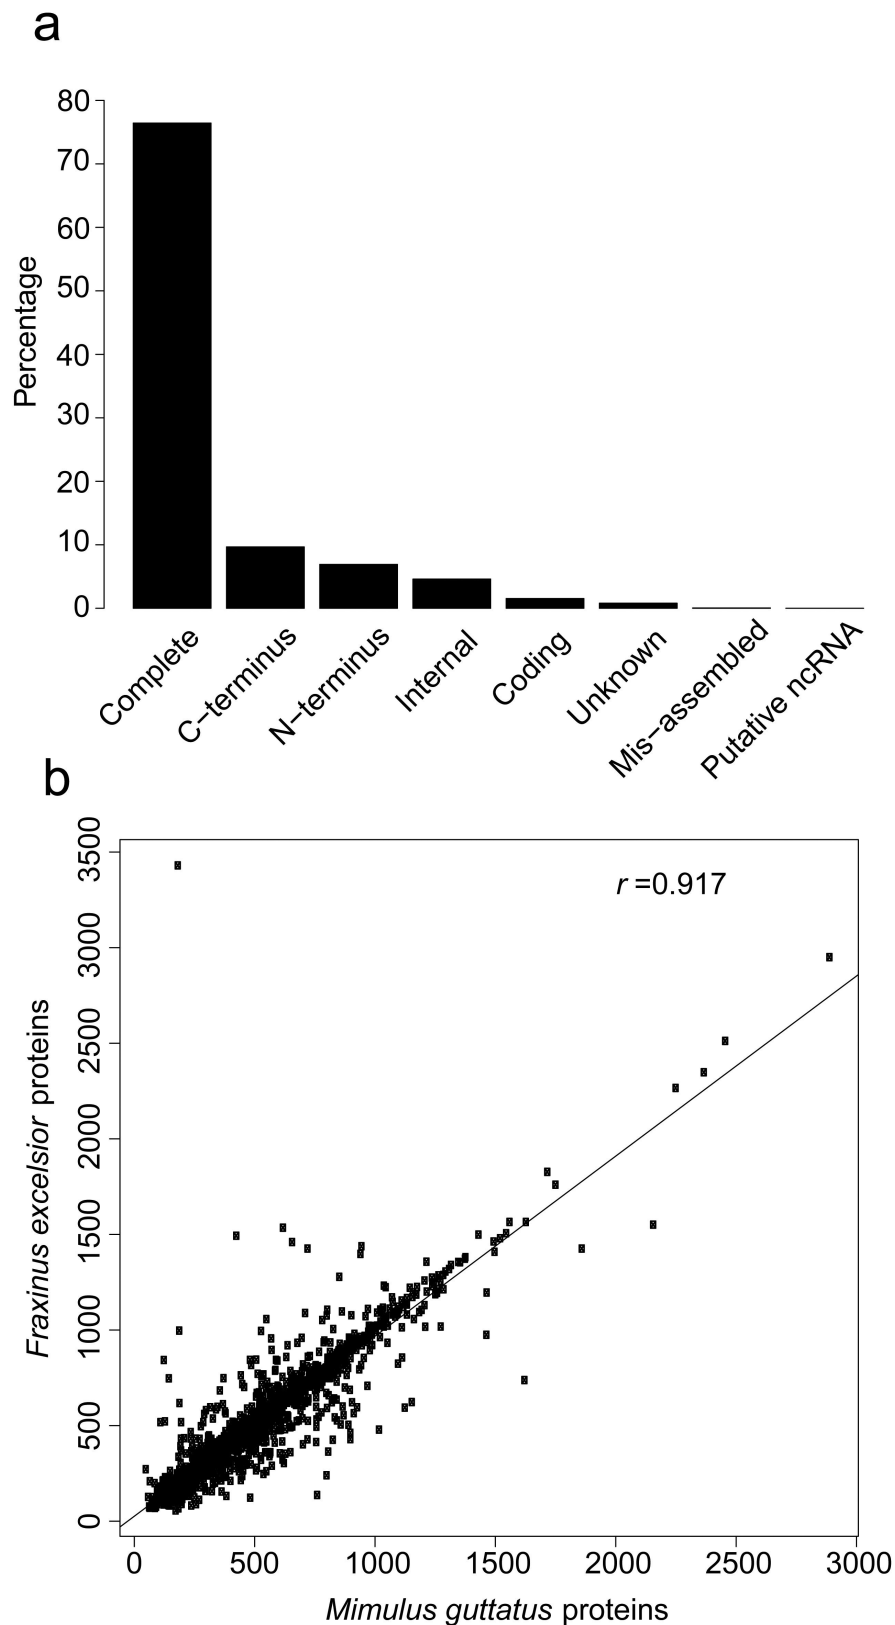 a
80
70
60
50
40
30
20
10
0
Percentage
Complete
C−terminus
N−terminus
Internal
Coding
Unknown
Mis−assembled
Putative ncRNA
b
3500
3000
2500
2000
1500
1000
500
0
Fraxinus excelsior proteins
r =0.917
0 500 1000 1500 2000 2500 3000
Mimulus guttatus proteins